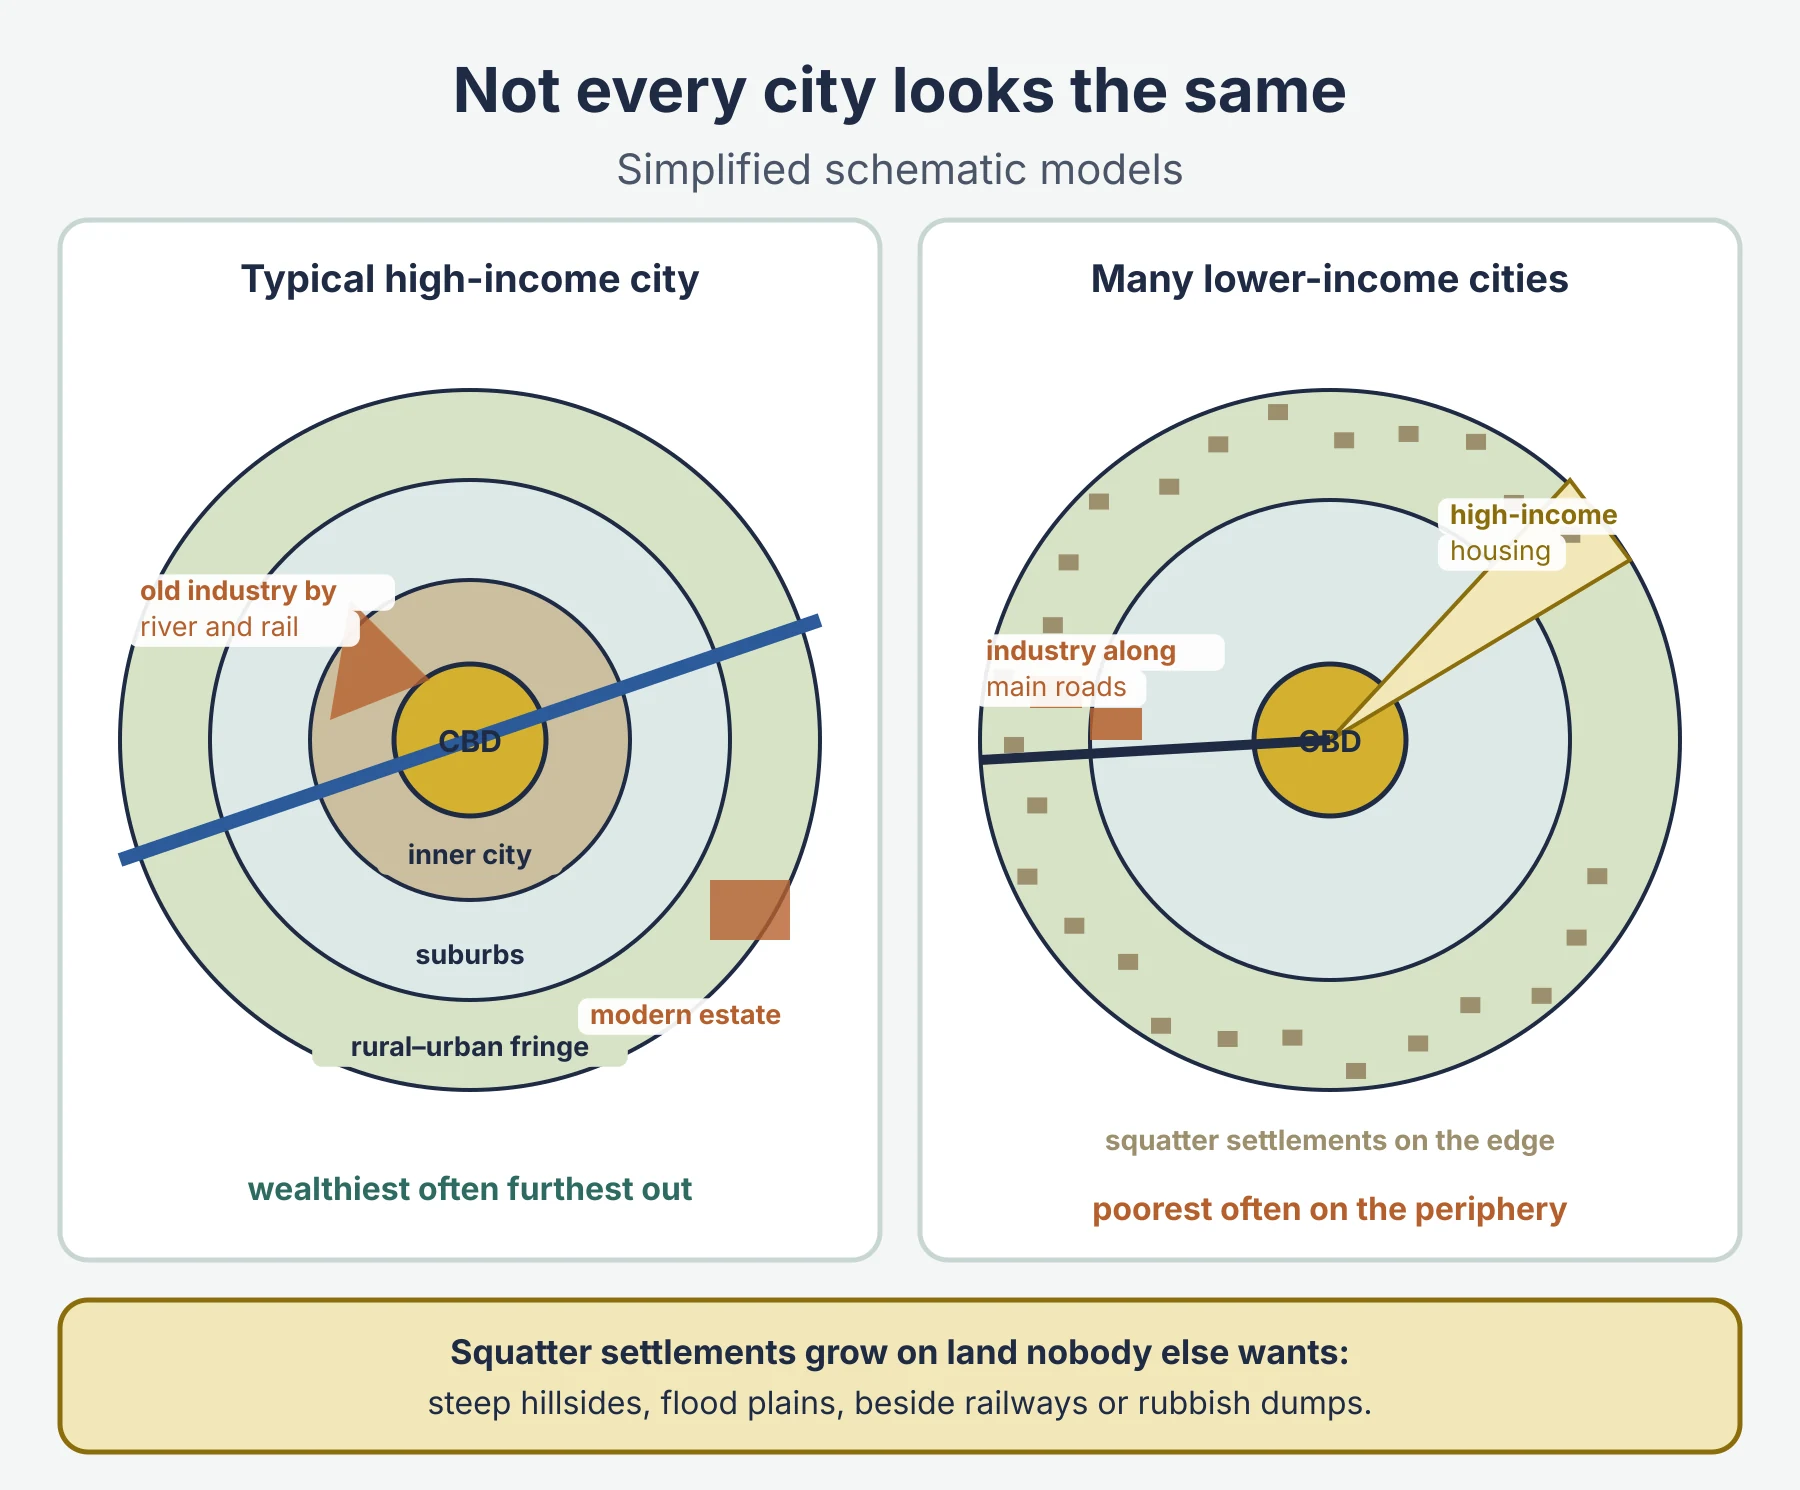 Not every city looks the same
Simplified schematic models
Typical high-income city
old industry by
river and rail
CBD
inner city
suburbs
modern estate
rural–urban fringe
wealthiest often furthest out
Many lower-income cities
high-income
housing
industry along
main roads
CBD
squatter settlements on the edge
poorest often on the periphery
Squatter settlements grow on land nobody else wants:
steep hillsides, flood plains, beside railways or rubbish dumps.